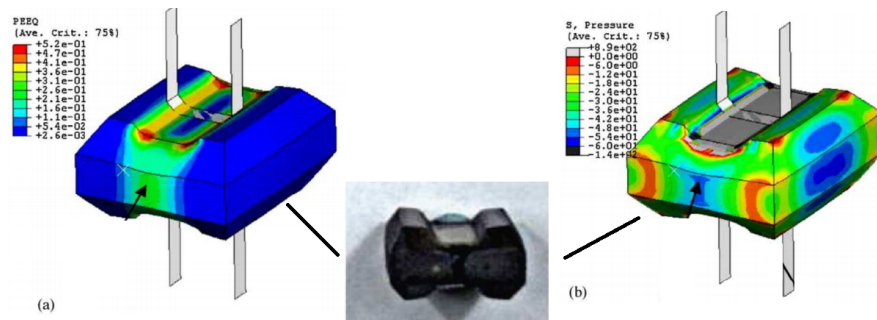 PEEQ
(Ave. Crit.: 75%)
+5.2e-01
+4.7e-01
+4.1e-01
+3.6e-01
+3.1e-01
+2.6e-01
+2.1e-01
+1.6e-01
+1.1e-01
+5.4e-02
+2.6e-03
(a)
S, Pressure
(Ave. Crit.: 75%)
+8.9e+02
+0.0e+00
-6.0e+00
-1.2e+01
-1.8e+01
-2.4e+01
-3.0e+01
-3.6e+01
-4.2e+01
-4.8e+01
-5.4e+01
-6.0e+01
-1.4e+02
(b)